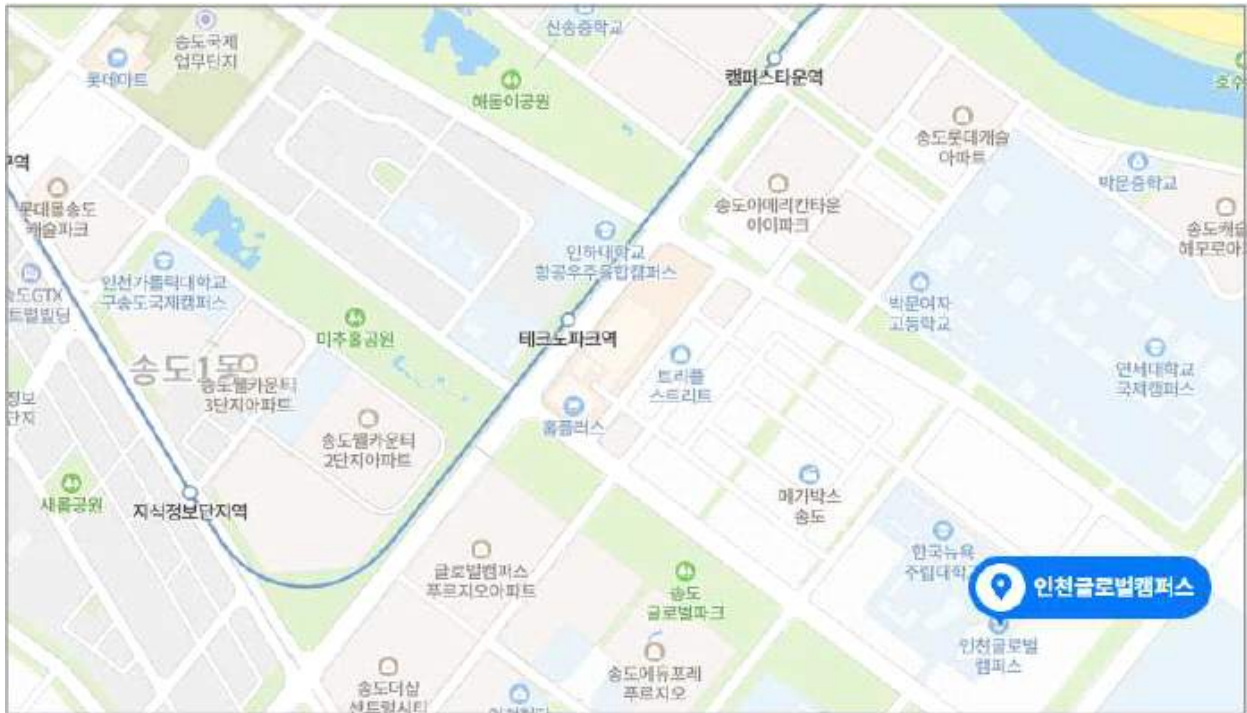 송도국제
업무단지
롯데마트
신송중학교
해돋이공원
캠퍼스타운역
송도롯데캐슬
아파트
박문중학교
롯데몰송도
캐슬파크
송도아메리칸타운
아이파크
인하대학교
항공우주융합캠퍼스
인천가톨릭대학교
구송도국제캠퍼스
미추홀공원
테크노파크역
박문여자
고등학교
연세대학교
국제캠퍼스
트리플
스트리트
송도1동
송도웰카운티
3단지아파트
송도웰카운티
2단지아파트
홈플러스
새롬공원
지식정보단지역
메가박스
송도
글로벌캠퍼스
푸르지오아파트
송도
글로벌파크
한국뉴욕
주립대학교
인천글로벌캠퍼스
인천글로벌
캠퍼스
송도더샵
센트럴시티
송도에듀포레
푸르지오